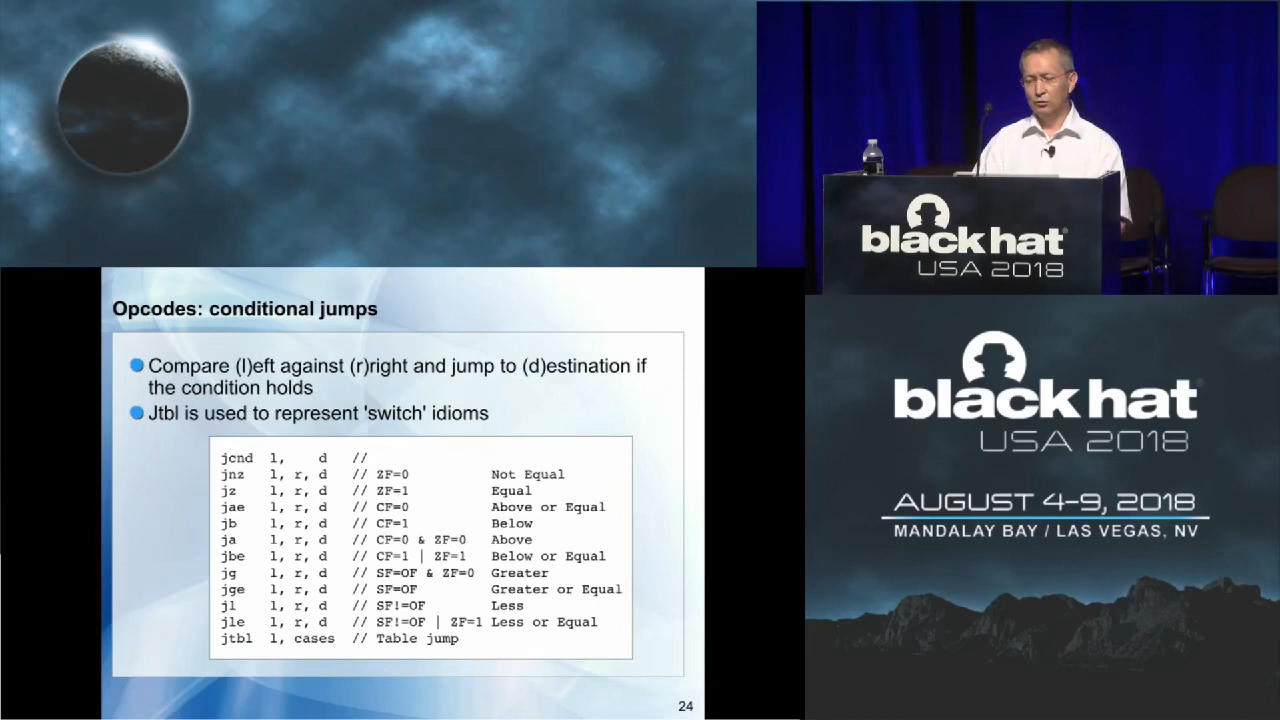 black hat
USA 2018
Opcodes: conditional jumps
Compare (l)eft against (r)right and jump to (d)estination if
the condition holds
Jtbl is used to represent 'switch' idioms
jcnd l, d //
jnz l, r, d // ZF=0 Not Equal
jz l, r, d // ZF=1 Equal
jae l, r, d // CF=0 Above or Equal
jb l, r, d // CF=1 Below
ja l, r, d // CF=0 & ZF=0 Above
jbe l, r, d // CF=1 | ZF=1 Below or Equal
jg l, r, d // SF=OF & ZF=0 Greater
jge l, r, d // SF=OF Greater or Equal
jl l, r, d // SF!=OF Less
jle l, r, d // SF!=OF | ZF=1 Less or Equal
jtbl l, cases // Table jump
24
black hat
USA 2018
AUGUST 4-9, 2018
MANDALAY BAY / LAS VEGAS, NV